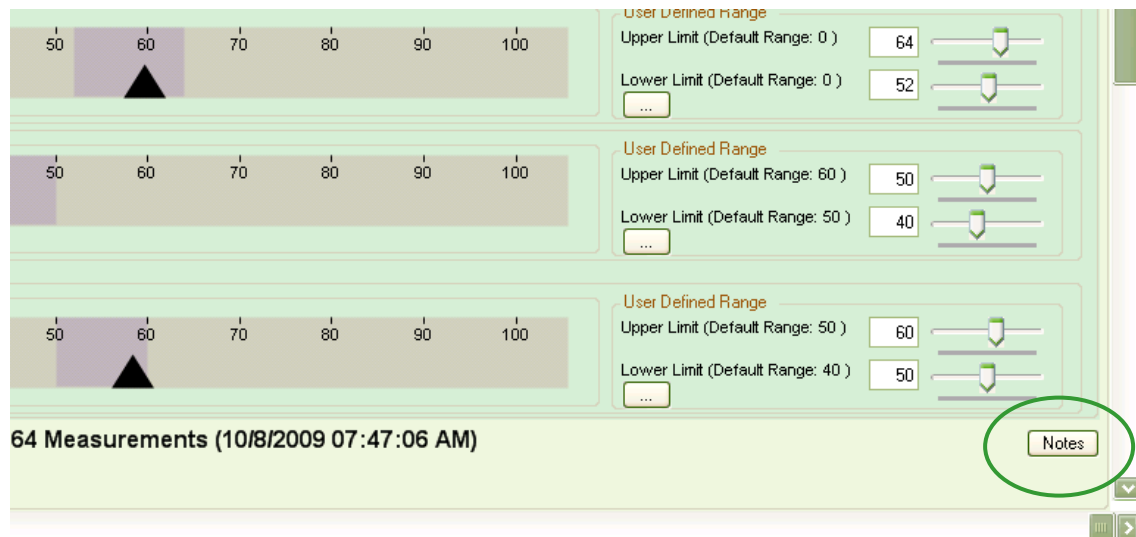 User Defined Range
50 60 70 80 90 100
Upper Limit (Default Range: 0 ) 64
Lower Limit (Default Range: 0 ) 52
...
User Defined Range
50 60 70 80 90 100
Upper Limit (Default Range: 60 ) 50
Lower Limit (Default Range: 50 ) 40
...
User Defined Range
50 60 70 80 90 100
Upper Limit (Default Range: 50 ) 60
Lower Limit (Default Range: 40 ) 50
...
64 Measurements (10/8/2009 07:47:06 AM)
Notes